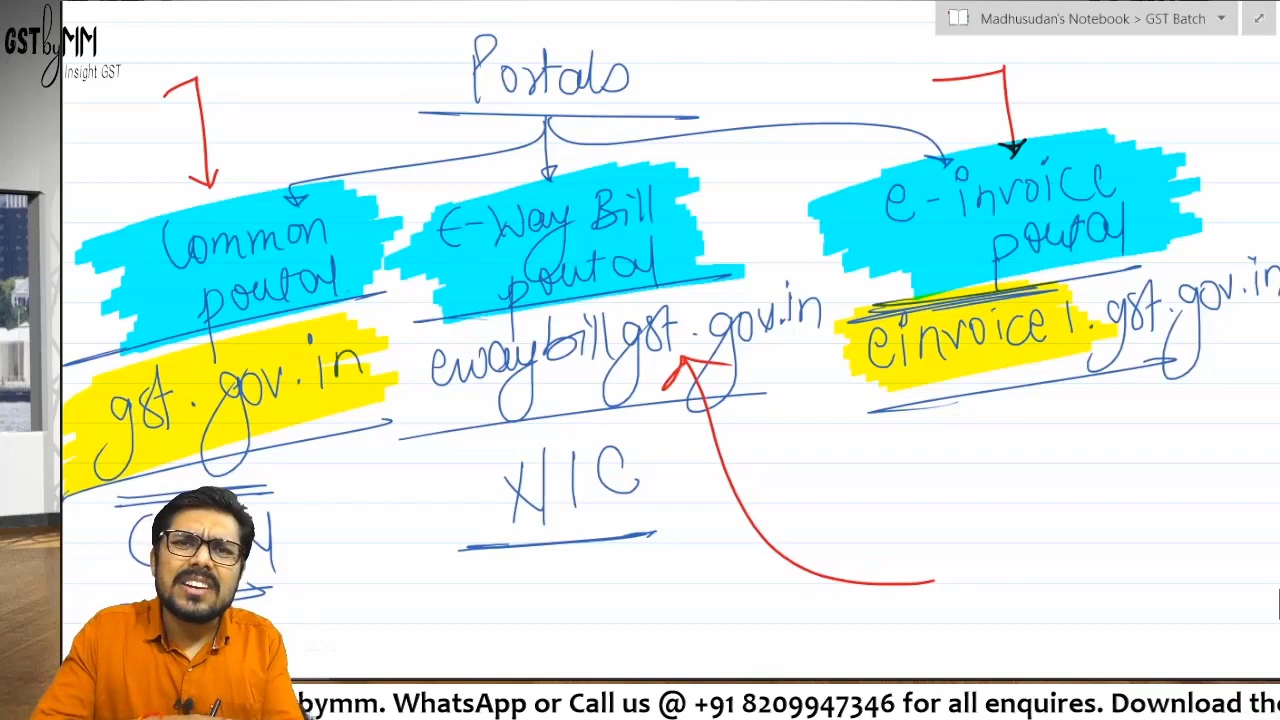 GSTbyMM
Insight GST
Madhusudan's Notebook > GST Batch
Portals
Common
portal
gst.gov.in
E-Way Bill
portal
ewaybillgst.gov.in
NIC
e-invoice
portal
einvoice1.gst.gov.in
bymm. WhatsApp or Call us @ +91 8209947346 for all enquires. Download the